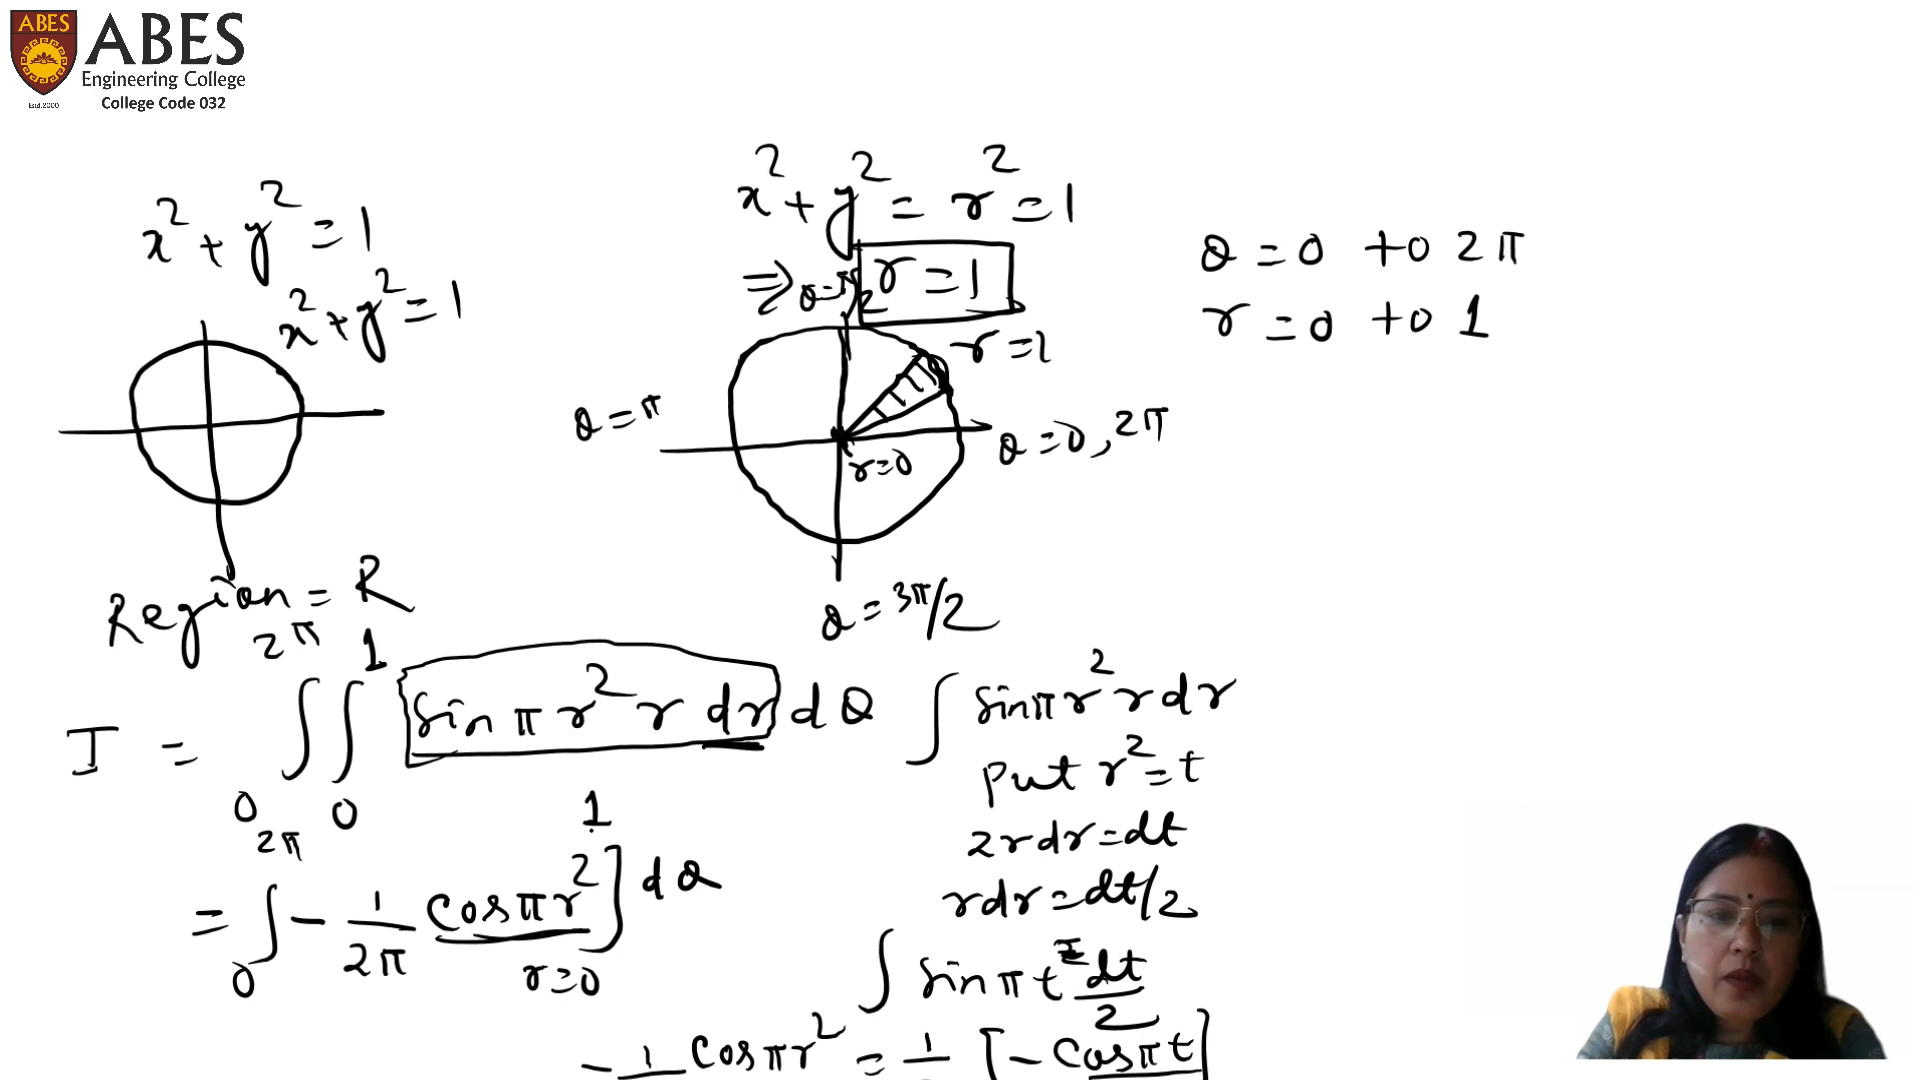 ABES
ABES
Engineering College
Estd.2000
College Code 032
x² + y² = 1
x² + y² = 1
Region = R
x² + y² = r² = 1
⇒ r = 1
r = 1
θ = π
θ = 0, 2π
r = 0
θ = 3π/2
θ = 0 to 2π
r = 0 to 1
I = ∫₀^2π ∫₀^1 sin πr² r dr dθ
= ∫₀^2π − 1/2π cos πr²]_{r=0}^{1} dθ
∫ sin πr² r dr
put r² = t
2r dr = dt
r dr = dt/2
∫ sin πt dt/2
cos πr² = [− cos πt]